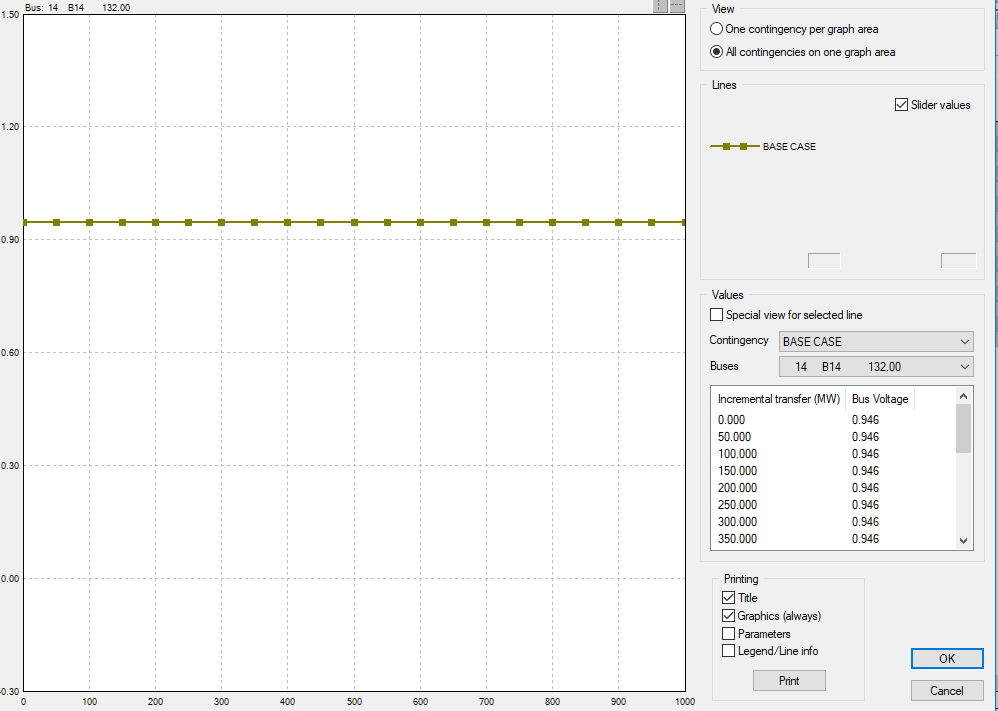 Bus: 14 B14 132.00
1.50
1.20
0.90
0.60
0.30
0.00
-0.30
0 100 200 300 400 500 600 700 800 900 1000
View
One contingency per graph area
All contingencies on one graph area
Lines
Slider values
BASE CASE
Values
Special view for selected line
Contingency BASE CASE
Buses 14 B14 132.00
Incremental transfer (MW) Bus Voltage
0.000 0.946
50.000 0.946
100.000 0.946
150.000 0.946
200.000 0.946
250.000 0.946
300.000 0.946
350.000 0.946
Printing
Title
Graphics (always)
Parameters
Legend/Line info
Print
OK
Cancel